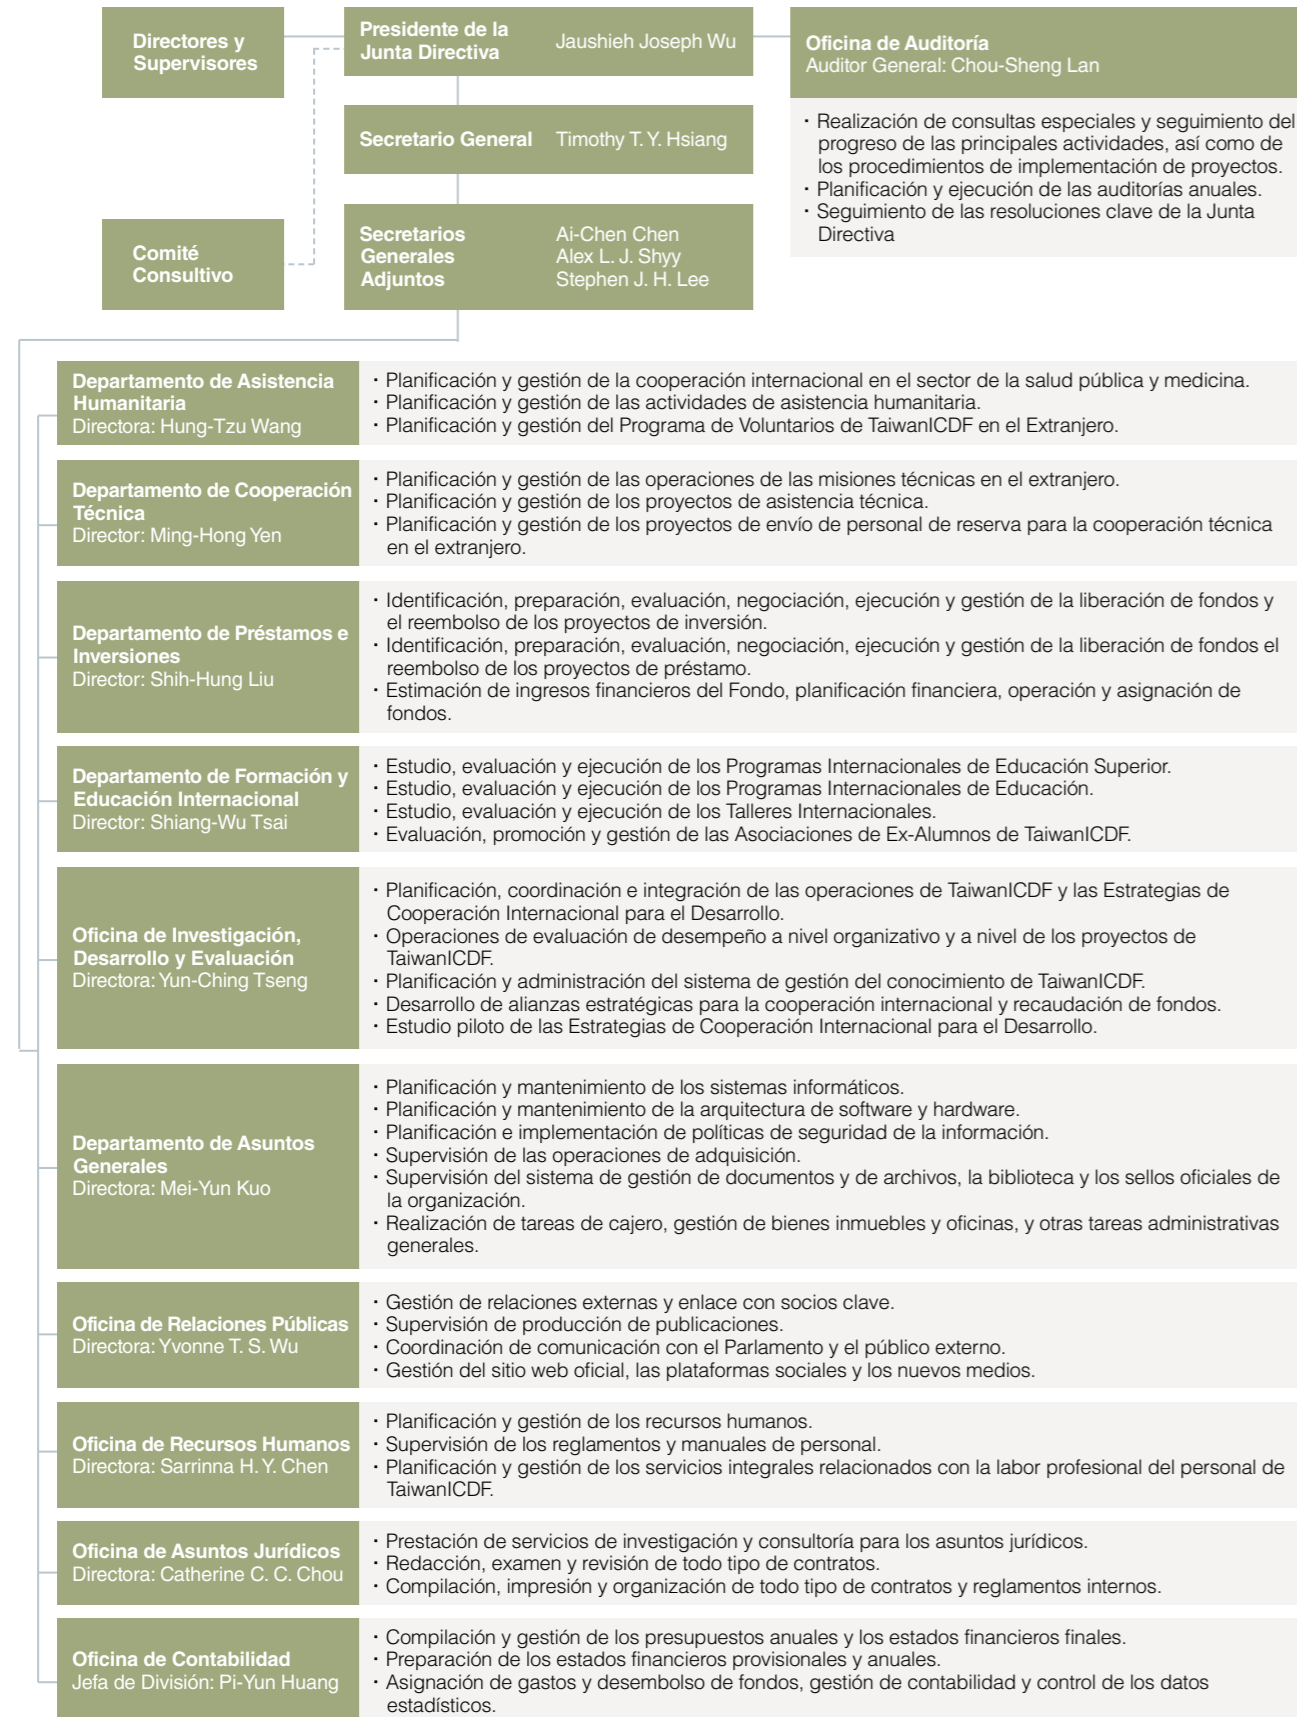 Directores y
Supervisores
Presidente de la
Junta Directiva
Jaushieh Joseph Wu
Oficina de Auditoría
Auditor General: Chou-Sheng Lan
· Realización de consultas especiales y seguimiento del
progreso de las principales actividades, así como de
los procedimientos de implementación de proyectos.
· Planificación y ejecución de las auditorías anuales.
· Seguimiento de las resoluciones clave de la Junta
Directiva
Secretario General
Timothy T. Y. Hsiang
Comité
Consultivo
Secretarios
Generales
Adjuntos
Ai-Chen Chen
Alex L. J. Shyy
Stephen J. H. Lee
Departamento de Asistencia
Humanitaria
Directora: Hung-Tzu Wang
· Planificación y gestión de la cooperación internacional en el sector de la salud pública y medicina.
· Planificación y gestión de las actividades de asistencia humanitaria.
· Planificación y gestión del Programa de Voluntarios de TaiwanICDF en el Extranjero.
Departamento de Cooperación
Técnica
Director: Ming-Hong Yen
· Planificación y gestión de las operaciones de las misiones técnicas en el extranjero.
· Planificación y gestión de los proyectos de asistencia técnica.
· Planificación y gestión de los proyectos de envío de personal de reserva para la cooperación técnica
en el extranjero.
Departamento de Préstamos e
Inversiones
Director: Shih-Hung Liu
· Identificación, preparación, evaluación, negociación, ejecución y gestión de la liberación de fondos y
el reembolso de los proyectos de inversión.
· Identificación, preparación, evaluación, negociación, ejecución y gestión de la liberación de fondos el
reembolso de los proyectos de préstamo.
· Estimación de ingresos financieros del Fondo, planificación financiera, operación y asignación de
fondos.
Departamento de Formación y
Educación Internacional
Director: Shiang-Wu Tsai
· Estudio, evaluación y ejecución de los Programas Internacionales de Educación Superior.
· Estudio, evaluación y ejecución de los Programas Internacionales de Educación.
· Estudio, evaluación y ejecución de los Talleres Internacionales.
· Evaluación, promoción y gestión de las Asociaciones de Ex-Alumnos de TaiwanICDF.
Oficina de Investigación,
Desarrollo y Evaluación
Directora: Yun-Ching Tseng
· Planificación, coordinación e integración de las operaciones de TaiwanICDF y las Estrategias de
Cooperación Internacional para el Desarrollo.
· Operaciones de evaluación de desempeño a nivel organizativo y a nivel de los proyectos de
TaiwanICDF.
· Planificación y administración del sistema de gestión del conocimiento de TaiwanICDF.
· Desarrollo de alianzas estratégicas para la cooperación internacional y recaudación de fondos.
· Estudio piloto de las Estrategias de Cooperación Internacional para el Desarrollo.
Departamento de Asuntos
Generales
Directora: Mei-Yun Kuo
· Planificación y mantenimiento de los sistemas informáticos.
· Planificación y mantenimiento de la arquitectura de software y hardware.
· Planificación e implementación de políticas de seguridad de la información.
· Supervisión de las operaciones de adquisición.
· Supervisión del sistema de gestión de documentos y de archivos, la biblioteca y los sellos oficiales de
la organización.
· Realización de tareas de cajero, gestión de bienes inmuebles y oficinas, y otras tareas administrativas
generales.
Oficina de Relaciones Públicas
Directora: Yvonne T. S. Wu
· Gestión de relaciones externas y enlace con socios clave.
· Supervisión de producción de publicaciones.
· Coordinación de comunicación con el Parlamento y el público externo.
· Gestión del sitio web oficial, las plataformas sociales y los nuevos medios.
Oficina de Recursos Humanos
Directora: Sarrinna H. Y. Chen
· Planificación y gestión de los recursos humanos.
· Supervisión de los reglamentos y manuales de personal.
· Planificación y gestión de los servicios integrales relacionados con la labor profesional del personal de
TaiwanICDF.
Oficina de Asuntos Jurídicos
Directora: Catherine C. C. Chou
· Prestación de servicios de investigación y consultoría para los asuntos jurídicos.
· Redacción, examen y revisión de todo tipo de contratos.
· Compilación, impresión y organización de todo tipo de contratos y reglamentos internos.
Oficina de Contabilidad
Jefa de División: Pi-Yun Huang
· Compilación y gestión de los presupuestos anuales y los estados financieros finales.
· Preparación de los estados financieros provisionales y anuales.
· Asignación de gastos y desembolso de fondos, gestión de contabilidad y control de los datos
estadísticos.